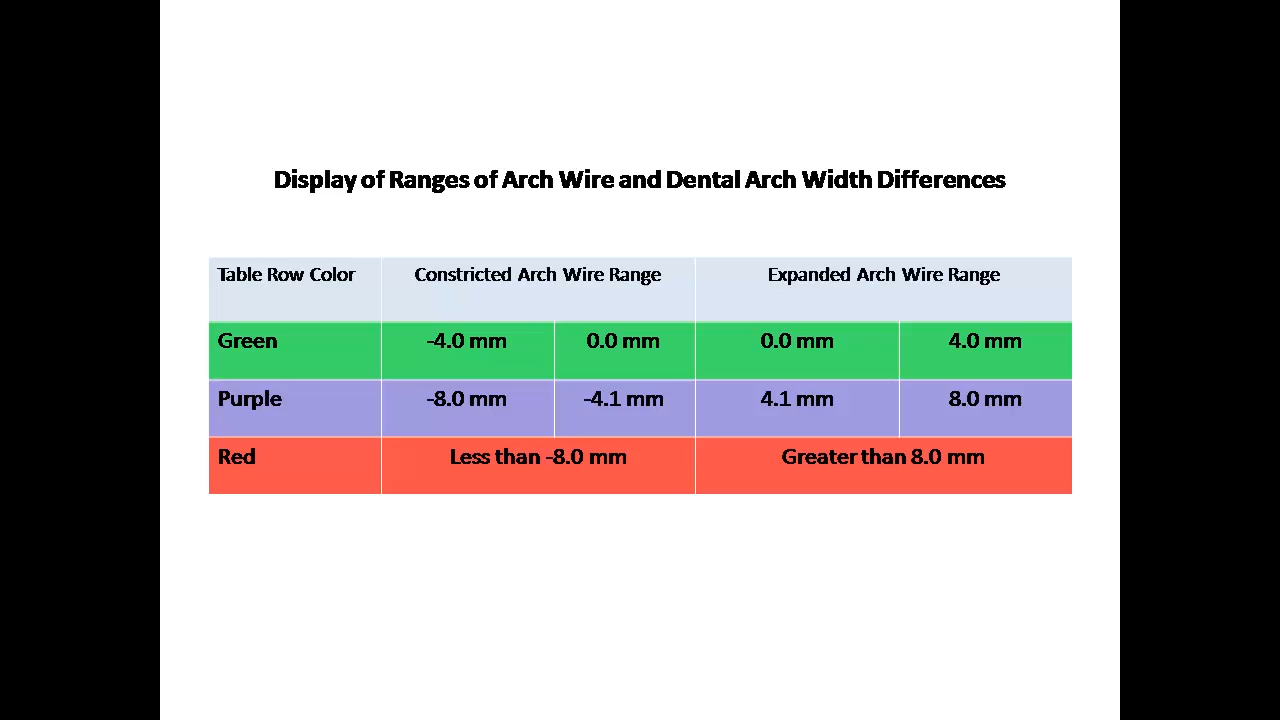 Display of Ranges of Arch Wire and Dental Arch Width Differences
Table Row Color Constricted Arch Wire Range Expanded Arch Wire Range
Green -4.0 mm 0.0 mm 0.0 mm 4.0 mm
Purple -8.0 mm -4.1 mm 4.1 mm 8.0 mm
Red Less than -8.0 mm Greater than 8.0 mm